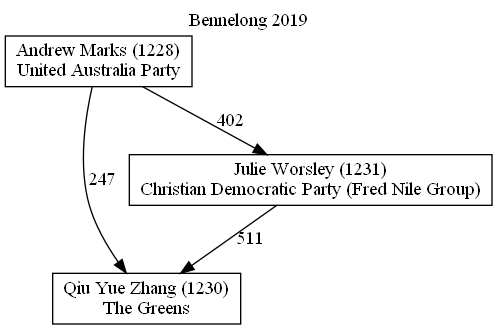 Bennelong 2019
Andrew Marks (1228)
United Australia Party
402
247
Julie Worsley (1231)
Christian Democratic Party (Fred Nile Group)
511
Qiu Yue Zhang (1230)
The Greens